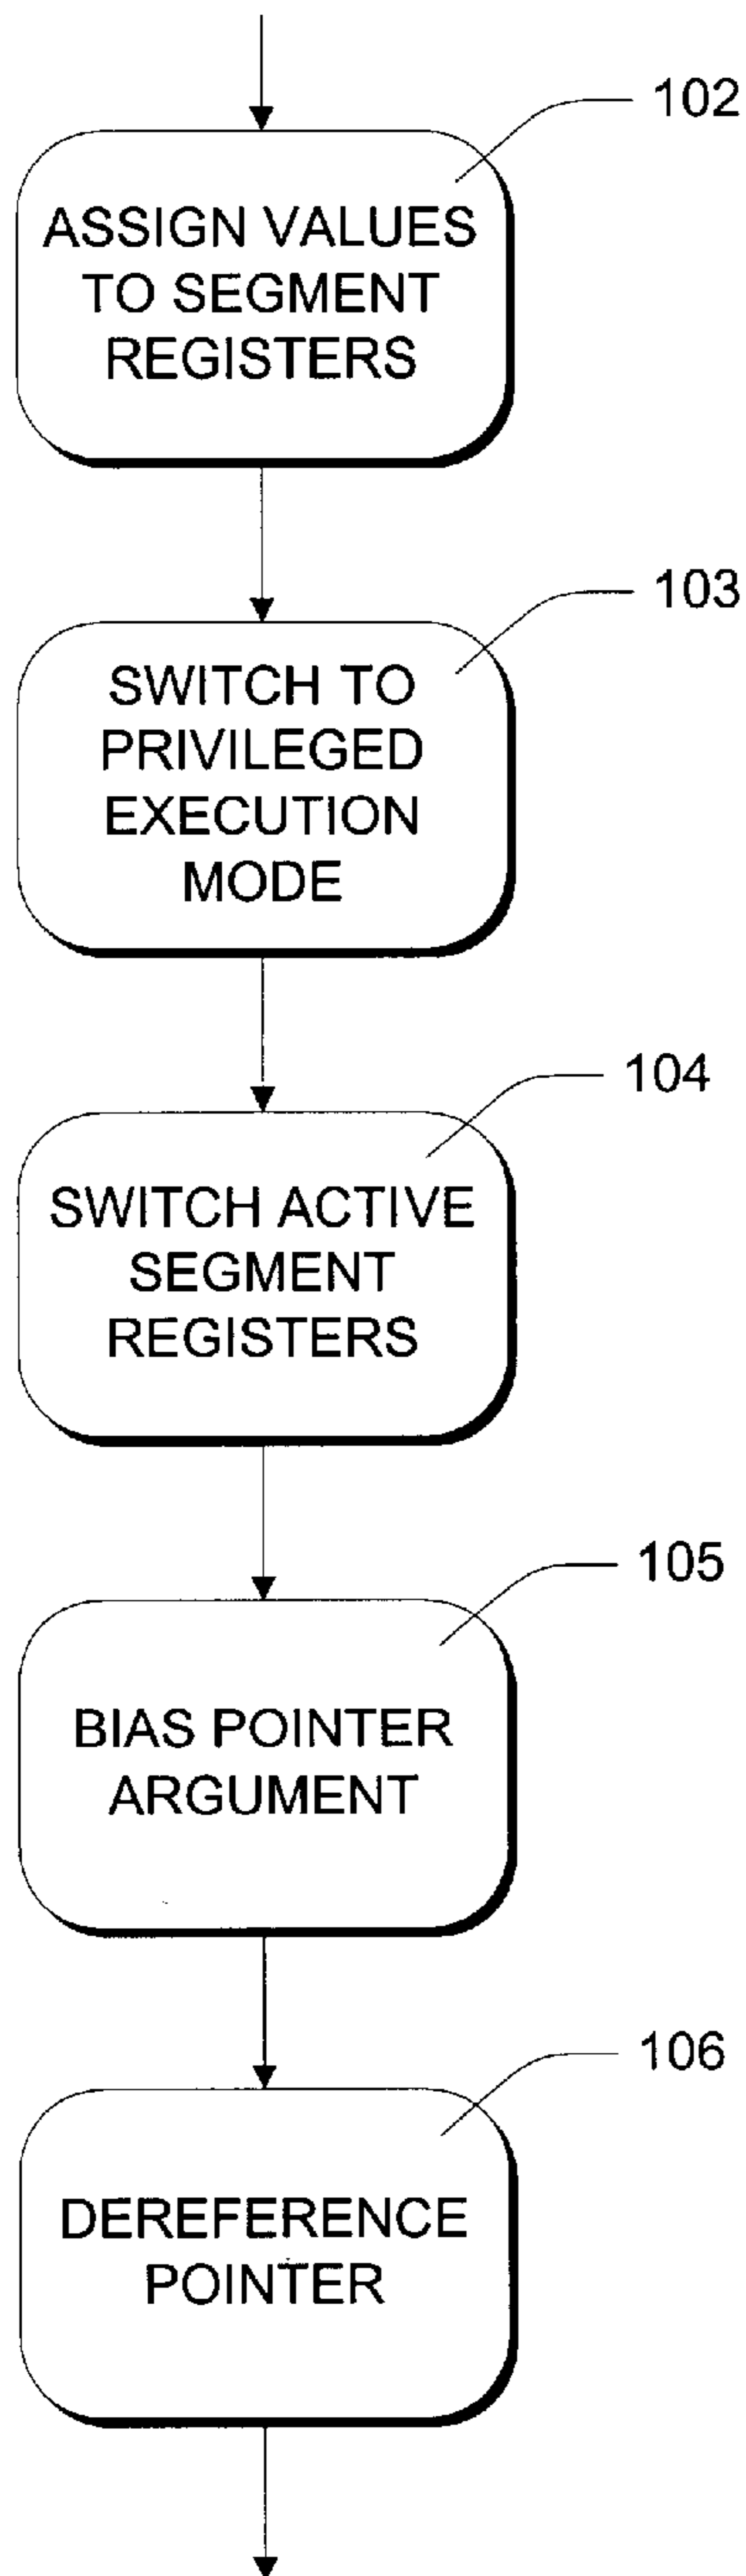 102
ASSIGN VALUES
TO SEGMENT
REGISTERS
103
SWITCH TO
PRIVILEGED
EXECUTION
MODE
104
SWITCH ACTIVE
SEGMENT
REGISTERS
105
BIAS POINTER
ARGUMENT
106
DEREFERENCE
POINTER